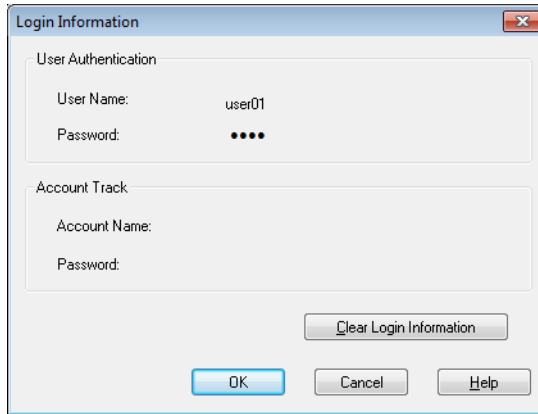 Login Information
User Authentication
User Name: user01
Password: ●●●●
Account Track
Account Name:
Password:
Clear Login Information
OK Cancel Help